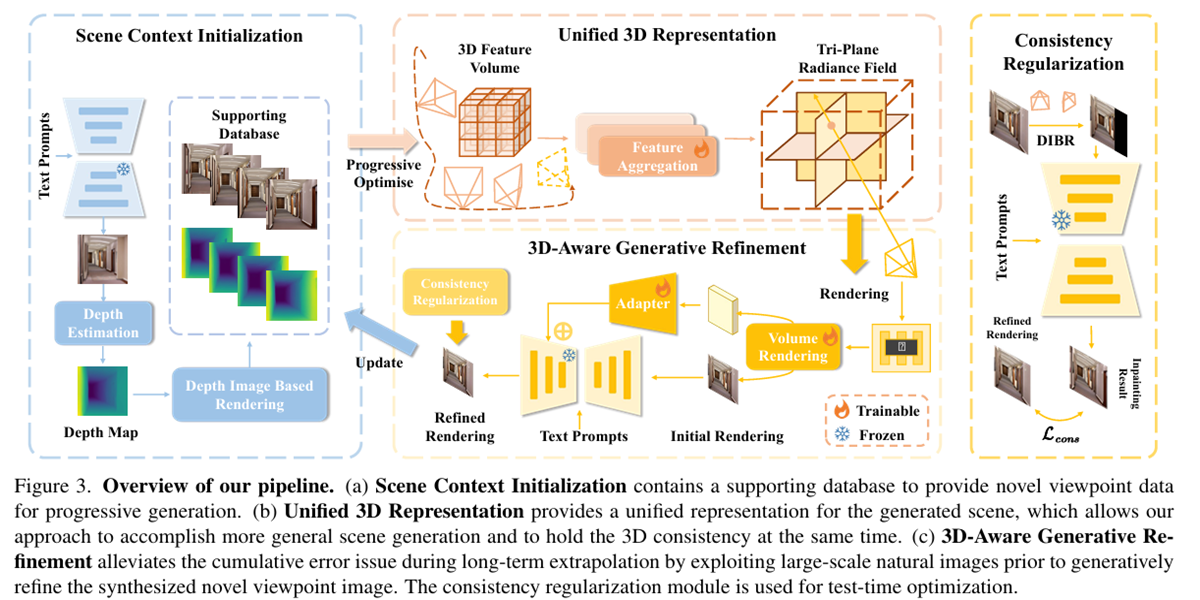 Scene Context Initialization
Text Prompts
Supporting
Database
Depth
Estimation
Depth Map
Depth Image Based
Rendering
Progressive
Optimise
Update
Unified 3D Representation
3D Feature
Volume
Feature
Aggregation
Tri-Plane
Radiance Field
3D-Aware Generative Refinement
Consistency
Regularization
Adapter
Volume
Rendering
Rendering
?
Refined
Rendering
Text Prompts
Initial Rendering
Trainable
Frozen
Consistency
Regularization
DIBR
Text Prompts
Refined
Rendering
Inpainting
Result
ℒcons
Figure 3. Overview of our pipeline. (a) Scene Context Initialization contains a supporting database to provide novel viewpoint data
for progressive generation. (b) Unified 3D Representation provides a unified representation for the generated scene, which allows our
approach to accomplish more general scene generation and to hold the 3D consistency at the same time. (c) 3D-Aware Generative Re-
finement alleviates the cumulative error issue during long-term extrapolation by exploiting large-scale natural images prior to generatively
refine the synthesized novel viewpoint image. The consistency regularization module is used for test-time optimization.